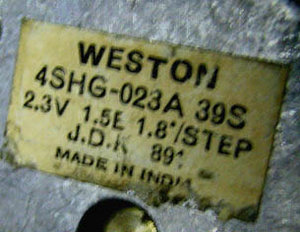 WESTON
4SHG-023A 39S
2.3V 1.5E 1.8°/STEP
J.D.K 89
MADE IN INDIA